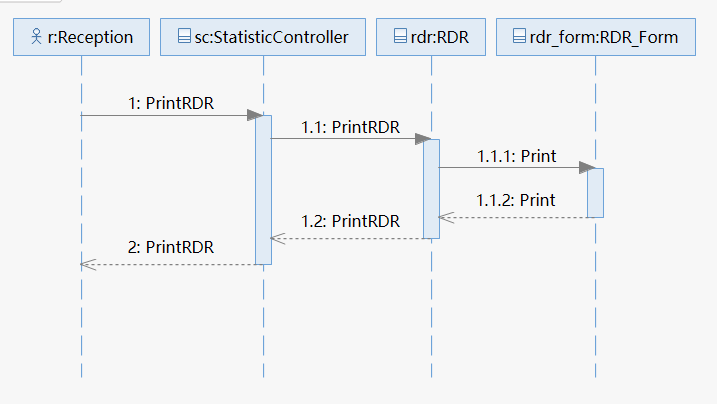 r:Reception
sc:StatisticController
rdr:RDR
rdr_form:RDR_Form
1: PrintRDR
1.1: PrintRDR
1.1.1: Print
1.1.2: Print
1.2: PrintRDR
2: PrintRDR